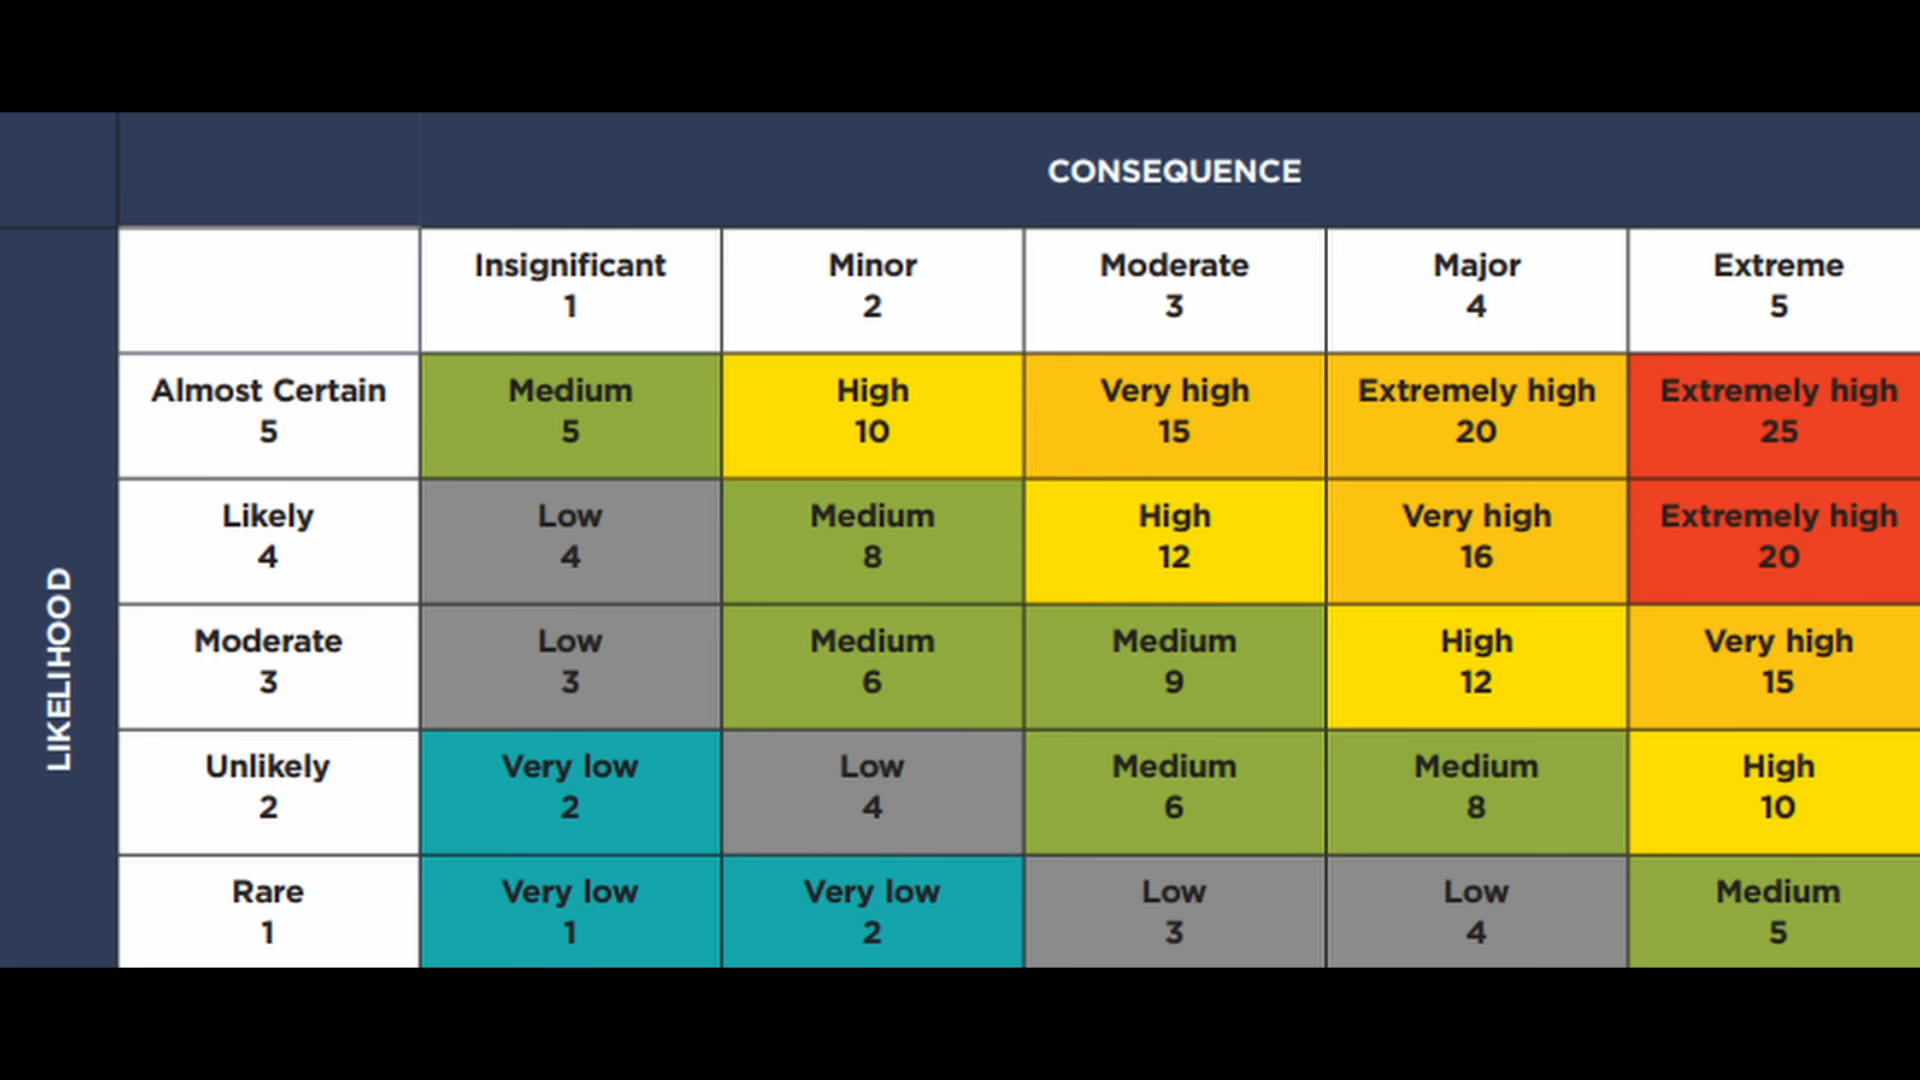 CONSEQUENCE
LIKELIHOOD
Insignificant Minor Moderate Major Extreme
1 2 3 4 5
Almost Certain Medium High Very high Extremely high Extremely high
5 5 10 15 20 25
Likely Low Medium High Very high Extremely high
4 4 8 12 16 20
Moderate Low Medium Medium High Very high
3 3 6 9 12 15
Unlikely Very low Low Medium Medium High
2 2 4 6 8 10
Rare Very low Very low Low Low Medium
1 1 2 3 4 5